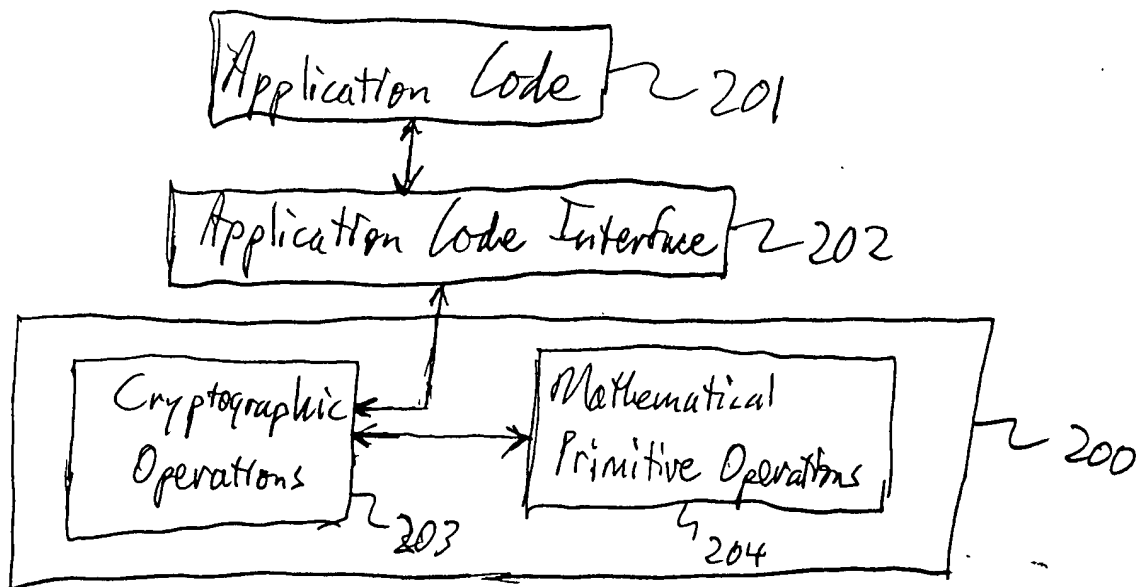 Application Code 201
Application Code Interface 202
Cryptographic
Operations
203
Mathematical
Primitive Operations
204
200